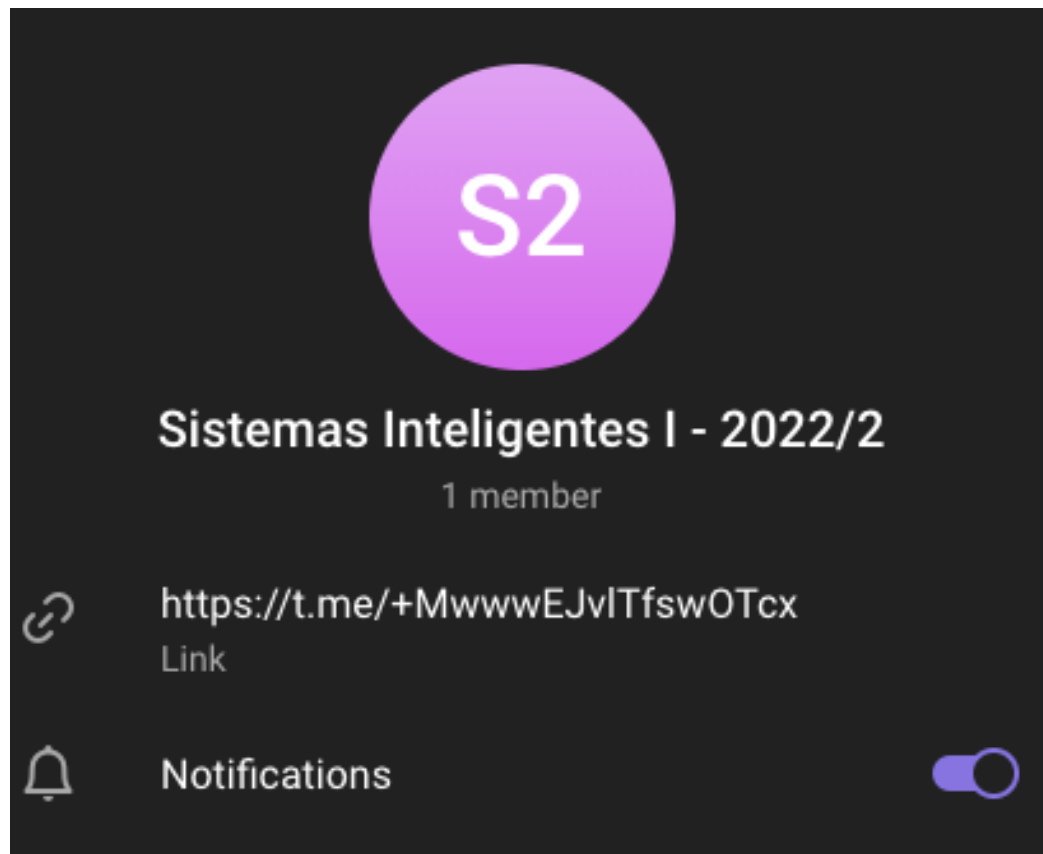 S2
Sistemas Inteligentes I - 2022/2
1 member
https://t.me/+MwwwEJvlTfswOTcx
Link
Notifications